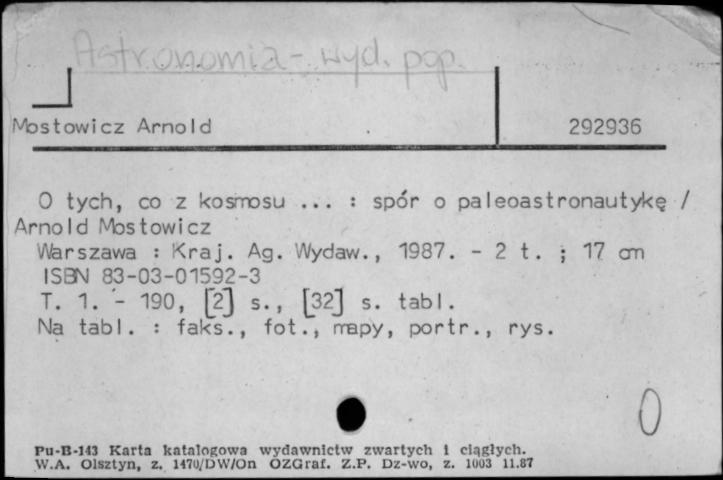 Astronomia - wyd. pop.
Mostowicz Arnold 292936
O tych, co z kosmosu ... : spór o paleoastronautykę /
Arnold Mostowicz
Warszawa : Kraj. Ag. Wydaw., 1987. - 2 t. ; 17 cm
ISBN 83-03-01592-3
T. 1. - 190, [2] s., [32] s. tabl.
Na tabl. : faks., fot., mapy, portr., rys.
0
Pu-B-143 Karta katalogowa wydawnictw zwartych i ciągłych.
W.A. Olsztyn, z. 1470/DW/On OZGraf. Z.P. Dz-wo, z. 1003 11.87